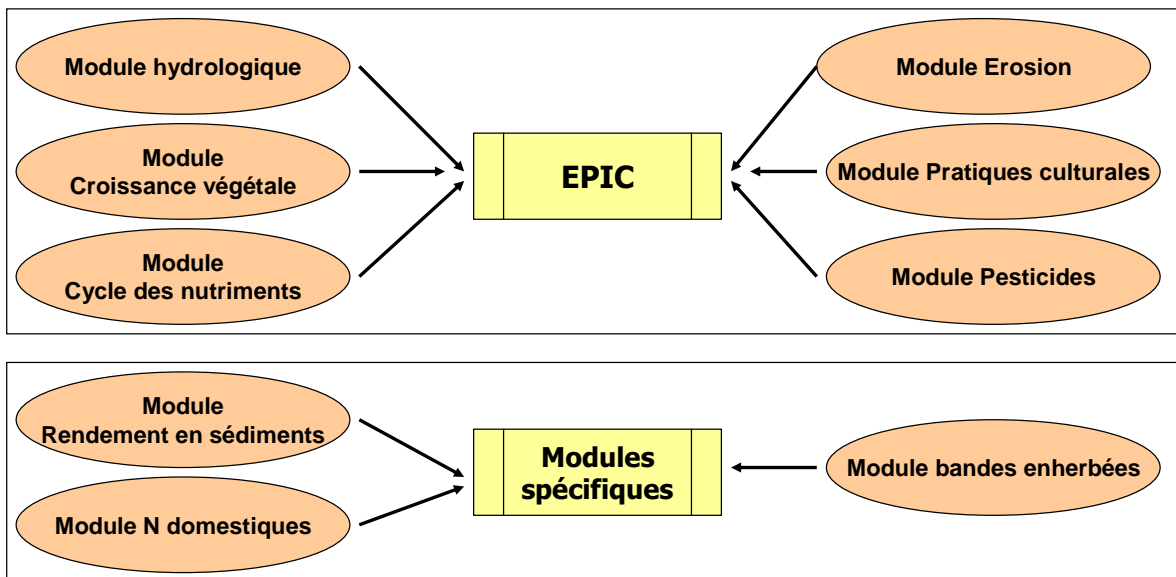 Module hydrologique
Module
Croissance végétale
Module
Cycle des nutriments
EPIC
Module Erosion
Module Pratiques culturales
Module Pesticides
Module
Rendement en sédiments
Module N domestiques
Modules
spécifiques
Module bandes enherbées